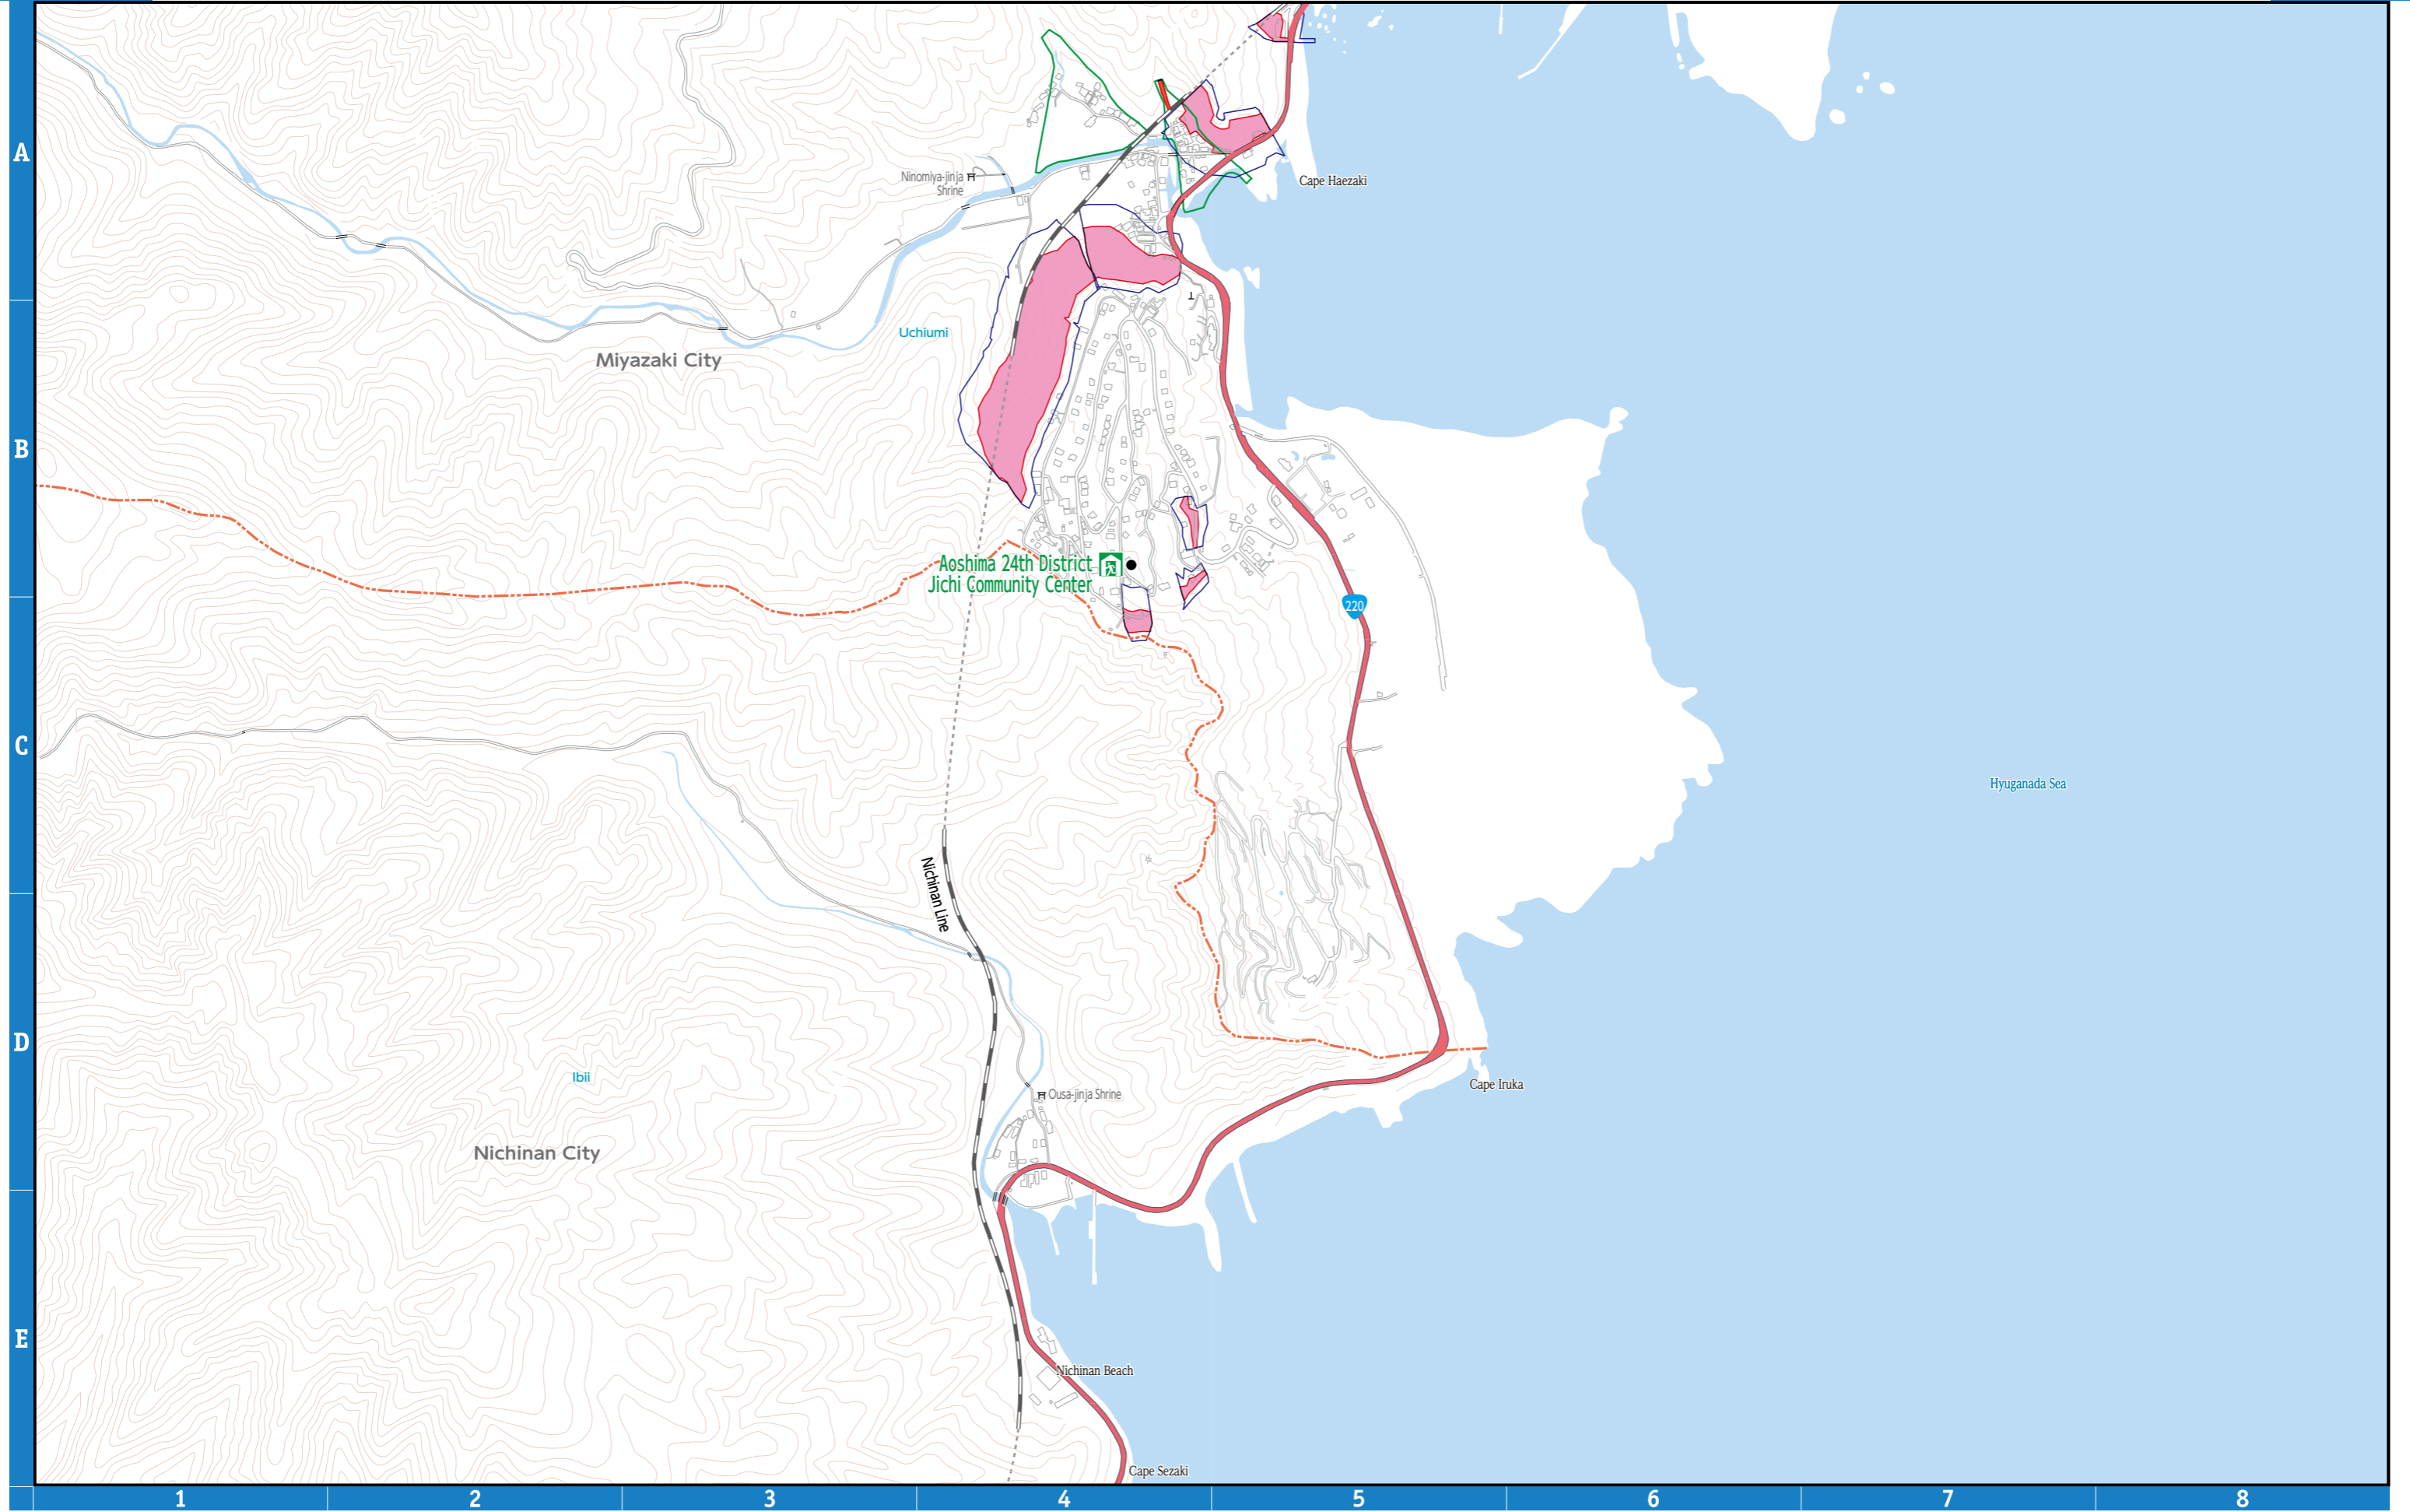 A
Ninomiya-jinja
Shrine
Cape Haezaki
Uchiumi
Miyazaki City
B
Aoshima 24th District
Jichi Community Center
220
C
Hyuganada Sea
Nichinan Line
D
Ibii
Cape Iruka
Ousa-jinja Shrine
Nichinan City
E
Nichinan Beach
Cape Sezaki
1 2 3 4 5 6 7 8